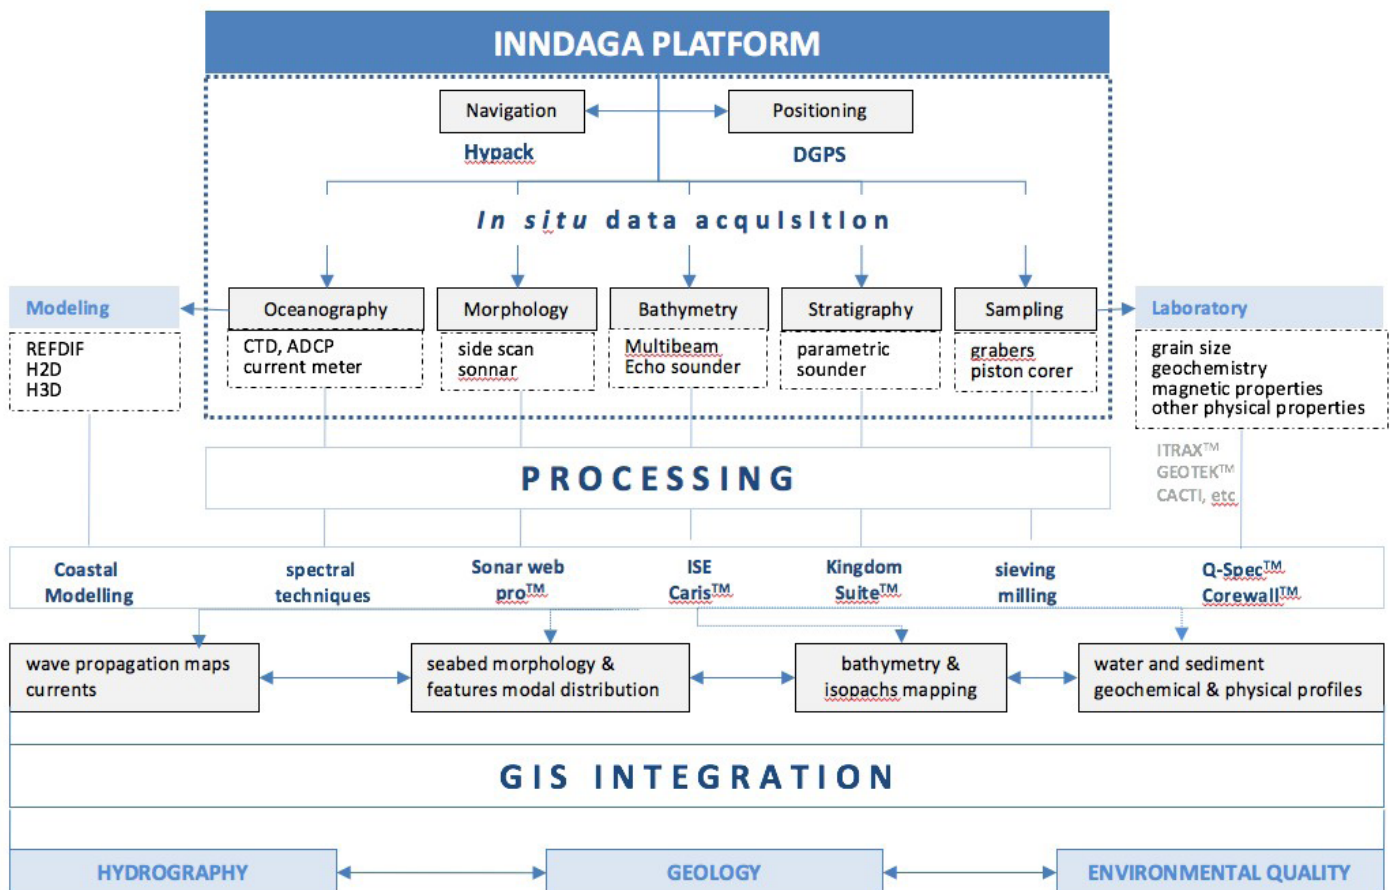 INNDAGA PLATFORM
Navigation
Positioning
Hypack
DGPS
In situ data acquisition
Modeling
Oceanography
Morphology
Bathymetry
Stratigraphy
Sampling
Laboratory
REFDIF
H2D
H3D
CTD, ADCP
current meter
side scan
sonnar
Multibeam
Echo sounder
parametric
sounder
grabers
piston corer
grain size
geochemistry
magnetic properties
other physical properties
ITRAX™
GEOTEK™
CACTI, etc
PROCESSING
Coastal
Modelling
spectral
techniques
Sonar web
pro™
ISE
Caris™
Kingdom
Suite™
sieving
milling
Q-Spec™
Corewall™
wave propagation maps
currents
seabed morphology &
features modal distribution
bathymetry &
isopachs mapping
water and sediment
geochemical & physical profiles
GIS INTEGRATION
HYDROGRAPHY
GEOLOGY
ENVIRONMENTAL QUALITY